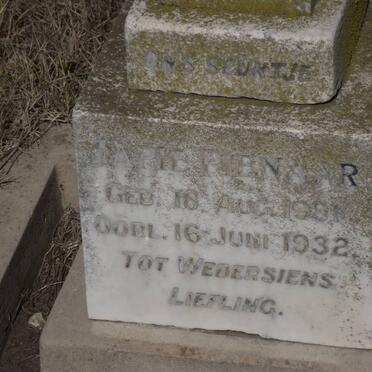 ONS SEUNTJE
PIENAAR
GEB. 18 AUG.
OORL. 16 JUNI 1932.
TOT WEDERSIENS
LIEFLING.